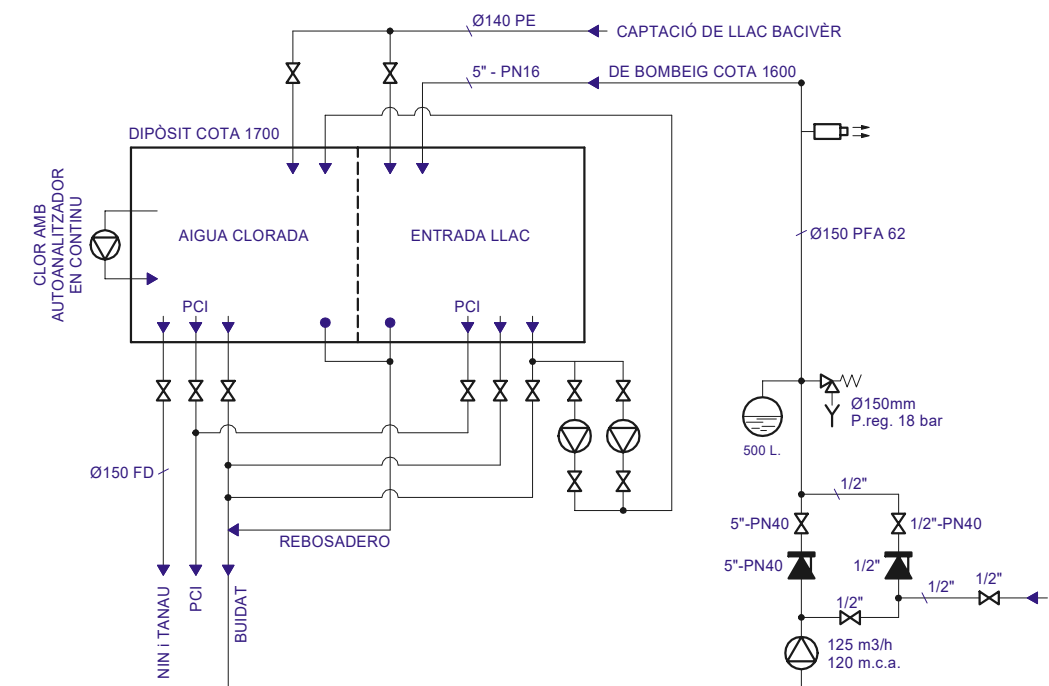 Ø140 PE
CAPTACIÓ DE LLAC BACIVÈR
5" - PN16
DE BOMBEIG COTA 1600
DIPÒSIT COTA 1700
CLOR AMB
AUTOANALITZADOR
EN CONTINU
AIGUA CLORADA
ENTRADA LLAC
Ø150 PFA 62
PCI
PCI
Ø150mm
P.reg. 18 bar
500 L.
Ø150 FD
1/2"
5"-PN40
1/2"-PN40
REBOSADERO
5"-PN40
1/2"
1/2"
1/2"
1/2"
NIN i TANAU
PCI
BUIDAT
125 m3/h
120 m.c.a.